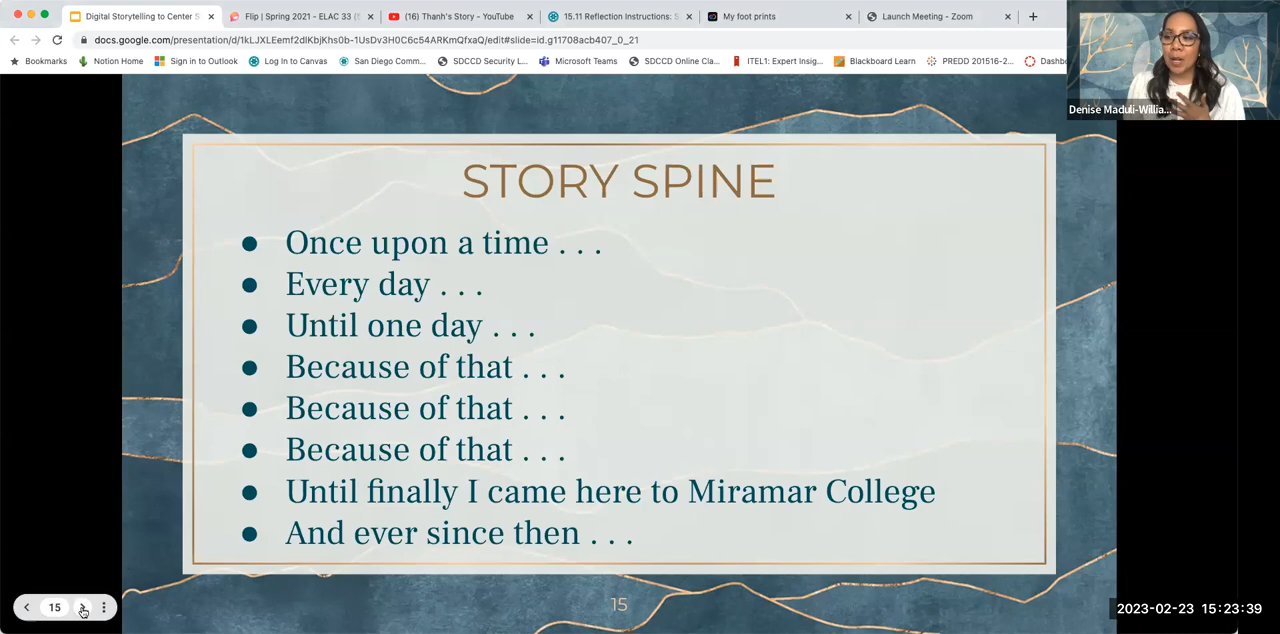 Digital Storytelling to Center S
Flip | Spring 2021 - ELAC 33 (
(16) Thanh's Story - YouTube
15.11 Reflection Instructions: S
My foot prints
Launch Meeting - Zoom
docs.google.com/presentation/d/1kLJXLEemf2dlKbjKhs0b-1UsDv3H0C6c54ARKmQfxaQ/edit#slide=id.g11708acb407_0_21
Bookmarks
Notion Home
Sign in to Outlook
Log In to Canvas
San Diego Comm...
SDCCD Security L...
Microsoft Teams
SDCCD Online Cla...
ITEL1: Expert Insig...
Blackboard Learn
PREDD 201516-2...
Dashbo
Denise Maduli-Willia...
STORY SPINE
● Once upon a time . . .
● Every day . . .
● Until one day . . .
● Because of that . . .
● Because of that . . .
● Because of that . . .
● Until finally I came here to Miramar College
● And ever since then . . .
15
15
2023-02-23 15:23:39